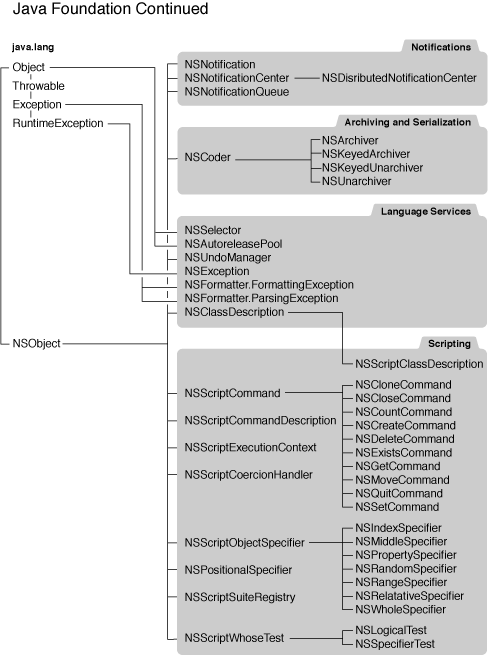 Java Foundation Continued
java.lang
Object
Throwable
Exception
RuntimeException
NSObject
Notifications
NSNotification
NSNotificationCenter
NSDisributedNotificationCenter
NSNotificationQueue
Archiving and Serialization
NSCoder
NSArchiver
NSKeyedArchiver
NSKeyedUnarchiver
NSUnarchiver
Language Services
NSSelector
NSAutoreleasePool
NSUndoManager
NSException
NSFormatter.FormattingException
NSFormatter.ParsingException
NSClassDescription
Scripting
NSScriptClassDescription
NSScriptCommand
NSCloneCommand
NSCloseCommand
NSCountCommand
NSCreateCommand
NSDeleteCommand
NSExistsCommand
NSGetCommand
NSMoveCommand
NSQuitCommand
NSSetCommand
NSScriptCommandDescription
NSScriptExecutionContext
NSScriptCoercionHandler
NSScriptObjectSpecifier
NSIndexSpecifier
NSMiddleSpecifier
NSPropertySpecifier
NSRandomSpecifier
NSRangeSpecifier
NSRelatativeSpecifier
NSWholeSpecifier
NSPositionalSpecifier
NSScriptSuiteRegistry
NSScriptWhoseTest
NSLogicalTest
NSSpecifierTest